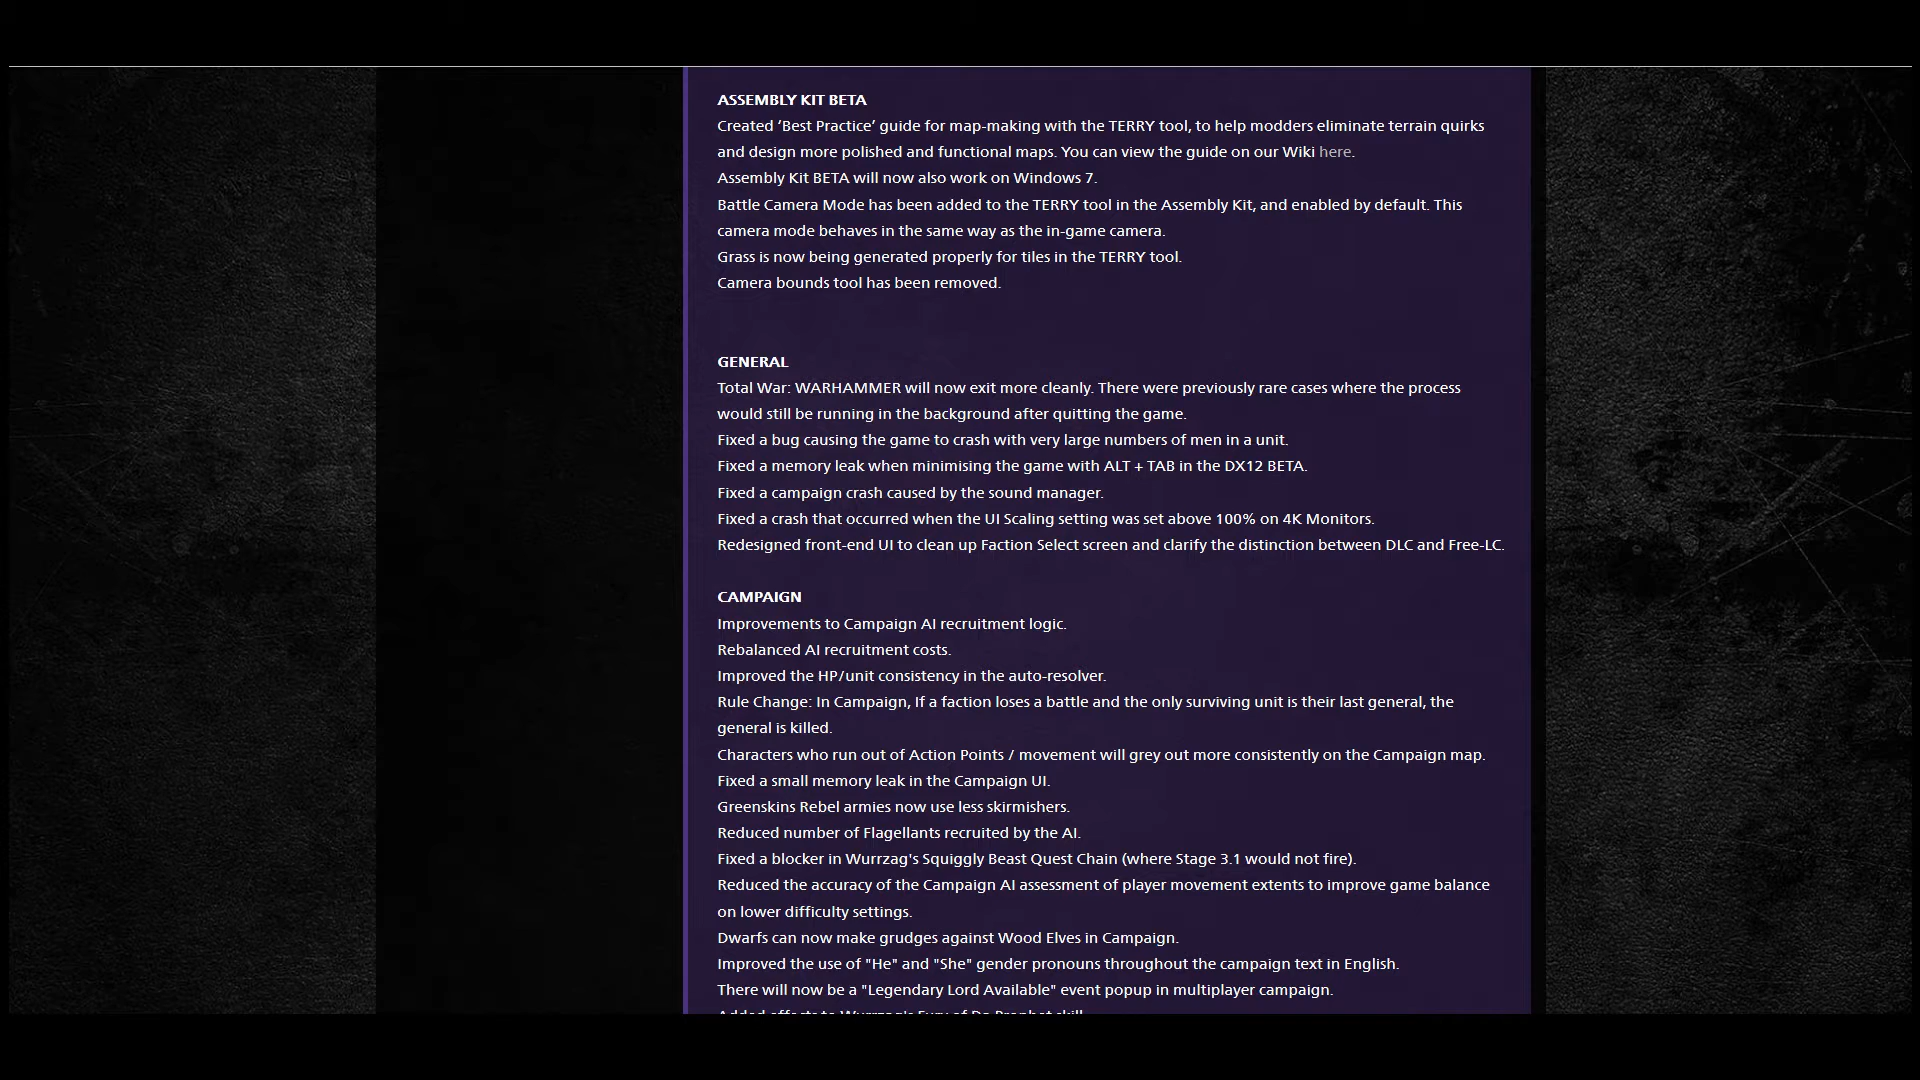 ASSEMBLY KIT BETA
Created ‘Best Practice’ guide for map-making with the TERRY tool, to help modders eliminate terrain quirks
and design more polished and functional maps. You can view the guide on our Wiki here.
Assembly Kit BETA will now also work on Windows 7.
Battle Camera Mode has been added to the TERRY tool in the Assembly Kit, and enabled by default. This
camera mode behaves in the same way as the in-game camera.
Grass is now being generated properly for tiles in the TERRY tool.
Camera bounds tool has been removed.
GENERAL
Total War: WARHAMMER will now exit more cleanly. There were previously rare cases where the process
would still be running in the background after quitting the game.
Fixed a bug causing the game to crash with very large numbers of men in a unit.
Fixed a memory leak when minimising the game with ALT + TAB in the DX12 BETA.
Fixed a campaign crash caused by the sound manager.
Fixed a crash that occurred when the UI Scaling setting was set above 100% on 4K Monitors.
Redesigned front-end UI to clean up Faction Select screen and clarify the distinction between DLC and Free-LC.
CAMPAIGN
Improvements to Campaign AI recruitment logic.
Rebalanced AI recruitment costs.
Improved the HP/unit consistency in the auto-resolver.
Rule Change: In Campaign, If a faction loses a battle and the only surviving unit is their last general, the
general is killed.
Characters who run out of Action Points / movement will grey out more consistently on the Campaign map.
Fixed a small memory leak in the Campaign UI.
Greenskins Rebel armies now use less skirmishers.
Reduced number of Flagellants recruited by the AI.
Fixed a blocker in Wurrzag's Squiggly Beast Quest Chain (where Stage 3.1 would not fire).
Reduced the accuracy of the Campaign AI assessment of player movement extents to improve game balance
on lower difficulty settings.
Dwarfs can now make grudges against Wood Elves in Campaign.
Improved the use of "He" and "She" gender pronouns throughout the campaign text in English.
There will now be a "Legendary Lord Available" event popup in multiplayer campaign.
Added effects to Wurrzag's Fury of Da Prophet skill.